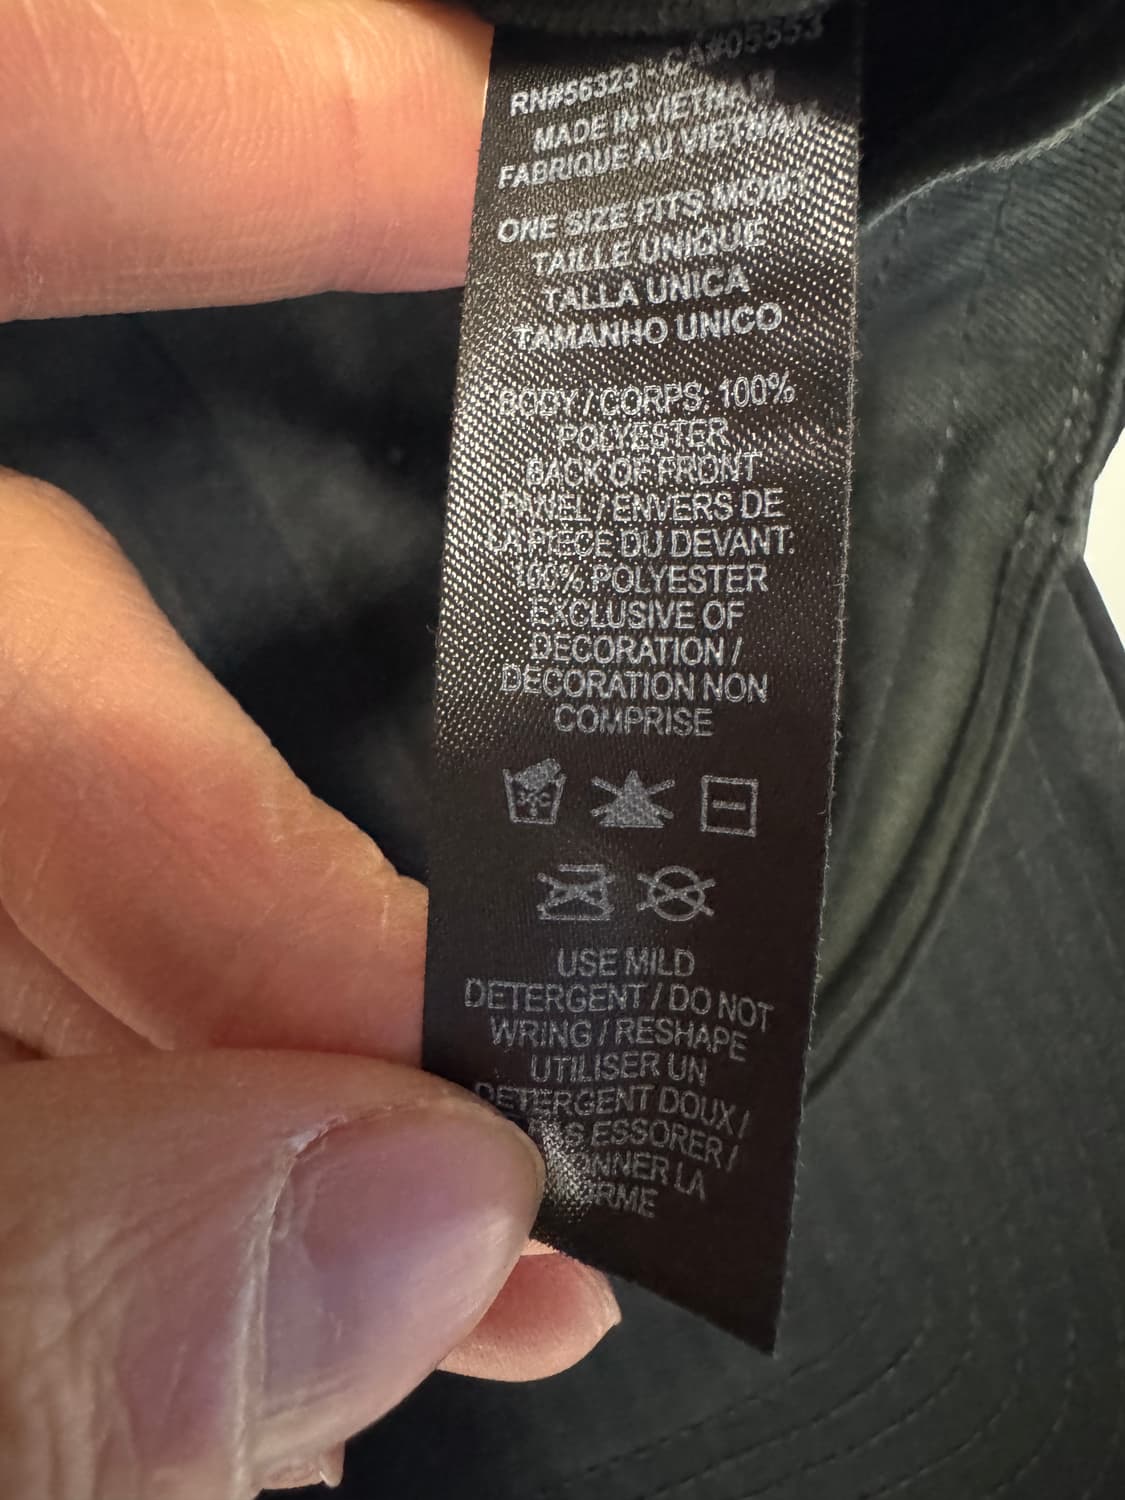 RN#56323 - CA#05553
MADE IN VIETNAM
FABRIQUE AU VIETNAM
ONE SIZE FITS MOST
TAILLE UNIQUE
TALLA UNICA
TAMANHO UNICO
BODY / CORPS: 100%
POLYESTER
BACK OF FRONT
PANEL / ENVERS DE
LA PIECE DU DEVANT:
100% POLYESTER
EXCLUSIVE OF
DECORATION /
DECORATION NON
COMPRISE
30°C
USE MILD
DETERGENT / DO NOT
WRING / RESHAPE
UTILISER UN
DETERGENT DOUX /
PAS ESSORER /
LA